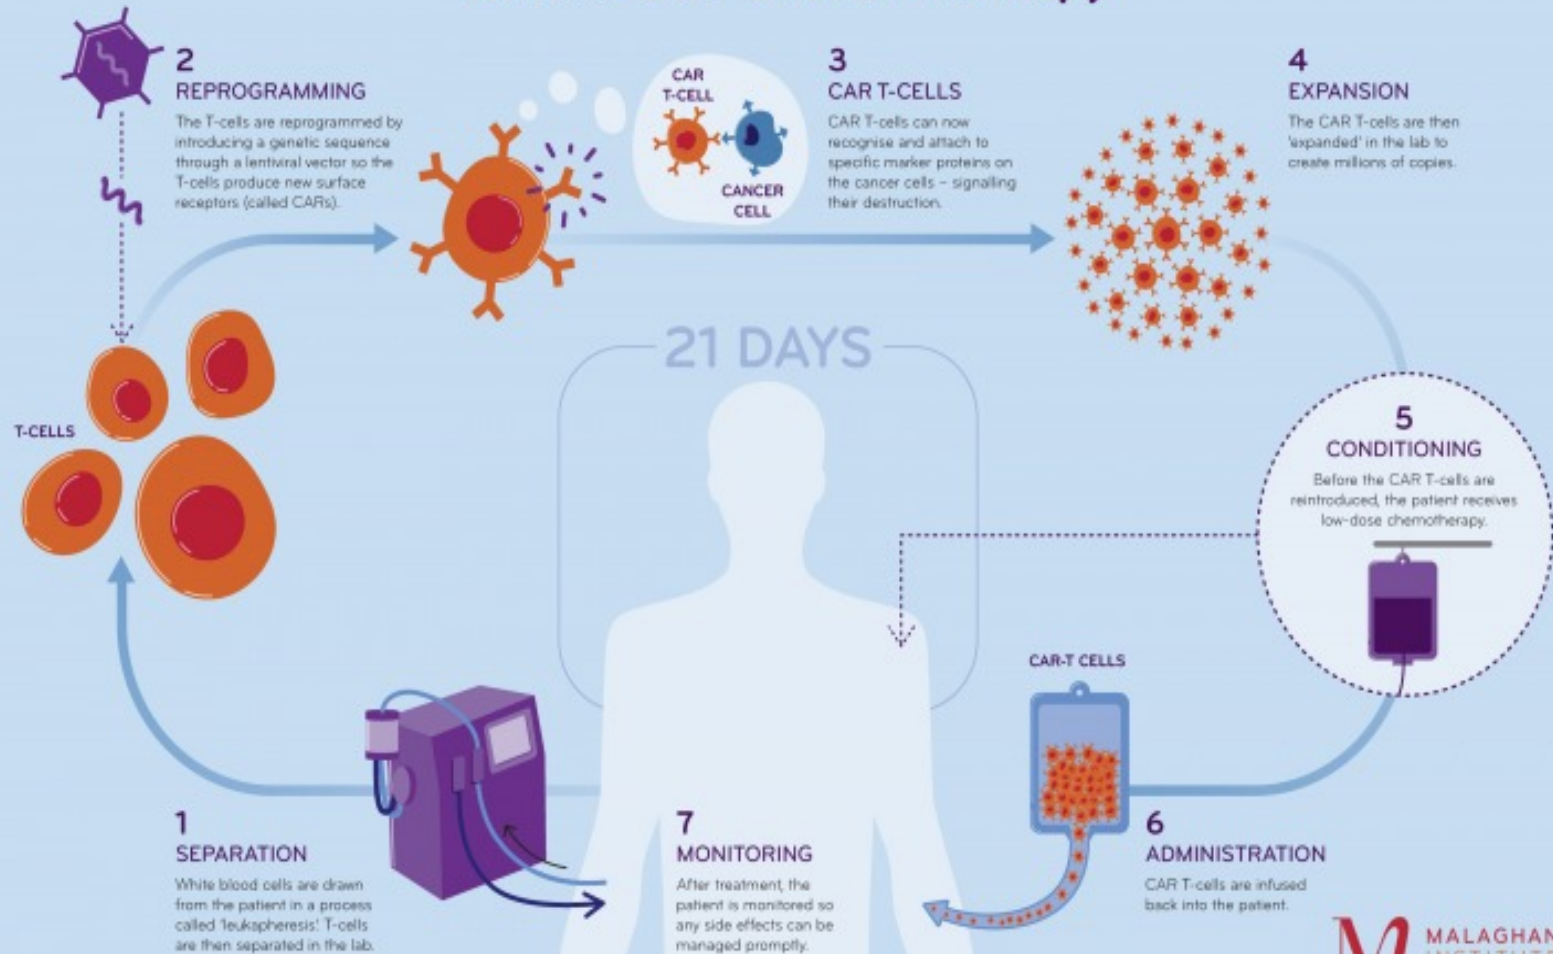 2
REPROGRAMMING
The T-cells are reprogrammed by
introducing a genetic sequence
through a lentiviral vector so the
T-cells produce new surface
receptors (called CARs).
CAR
T-CELL
CANCER
CELL
3
CAR T-CELLS
CAR T-cells can now
recognise and attach to
specific marker proteins on
the cancer cells – signalling
their destruction.
4
EXPANSION
The CAR T-cells are then
'expanded' in the lab to
create millions of copies.
21 DAYS
T-CELLS
5
CONDITIONING
Before the CAR T-cells are
reintroduced, the patient receives
low-dose chemotherapy.
CAR-T CELLS
1
SEPARATION
White blood cells are drawn
from the patient in a process
called 'leukapheresis'. T-cells
are then separated in the lab.
7
MONITORING
After treatment, the
patient is monitored so
any side effects can be
managed promptly.
6
ADMINISTRATION
CAR T-cells are infused
back into the patient.
MALAGHAN